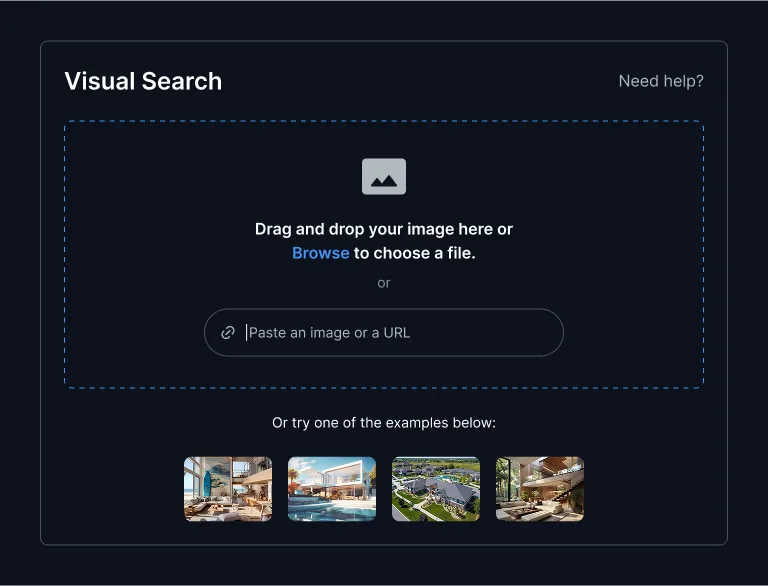 Visual Search
Need help?
Drag and drop your image here or
Browse to choose a file.
or
Paste an image or a URL
Or try one of the examples below: